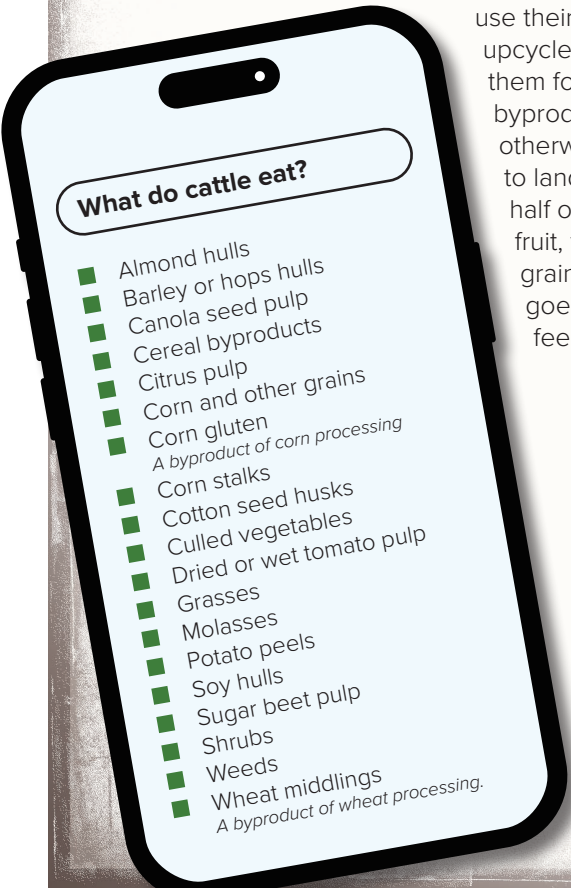 use their
upcycle
them fo
byprod
otherw
to land
half o
fruit,
grain
goe
fee
What do cattle eat?
Almond hulls
Barley or hops hulls
Canola seed pulp
Cereal byproducts
Citrus pulp
Corn and other grains
Corn gluten
A byproduct of corn processing
Corn stalks
Cotton seed husks
Culled vegetables
Dried or wet tomato pulp
Grasses
Molasses
Potato peels
Soy hulls
Sugar beet pulp
Shrubs
Weeds
Wheat middlings
A byproduct of wheat processing.